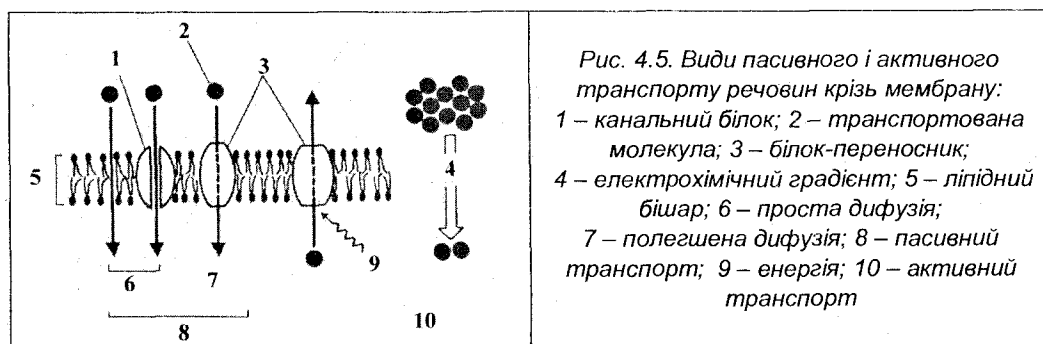 1
2
3
4
5
6
7
8
9
10
Рис. 4.5. Види пасивного і активного
транспорту речовин крізь мембрану:
1 – канальний білок; 2 – транспортована
молекула; 3 – білок-переносник;
4 – електрохімічний градієнт; 5 – ліпідний
бішар; 6 – проста дифузія;
7 – полегшена дифузія; 8 – пасивний
транспорт; 9 – енергія; 10 – активний
транспорт